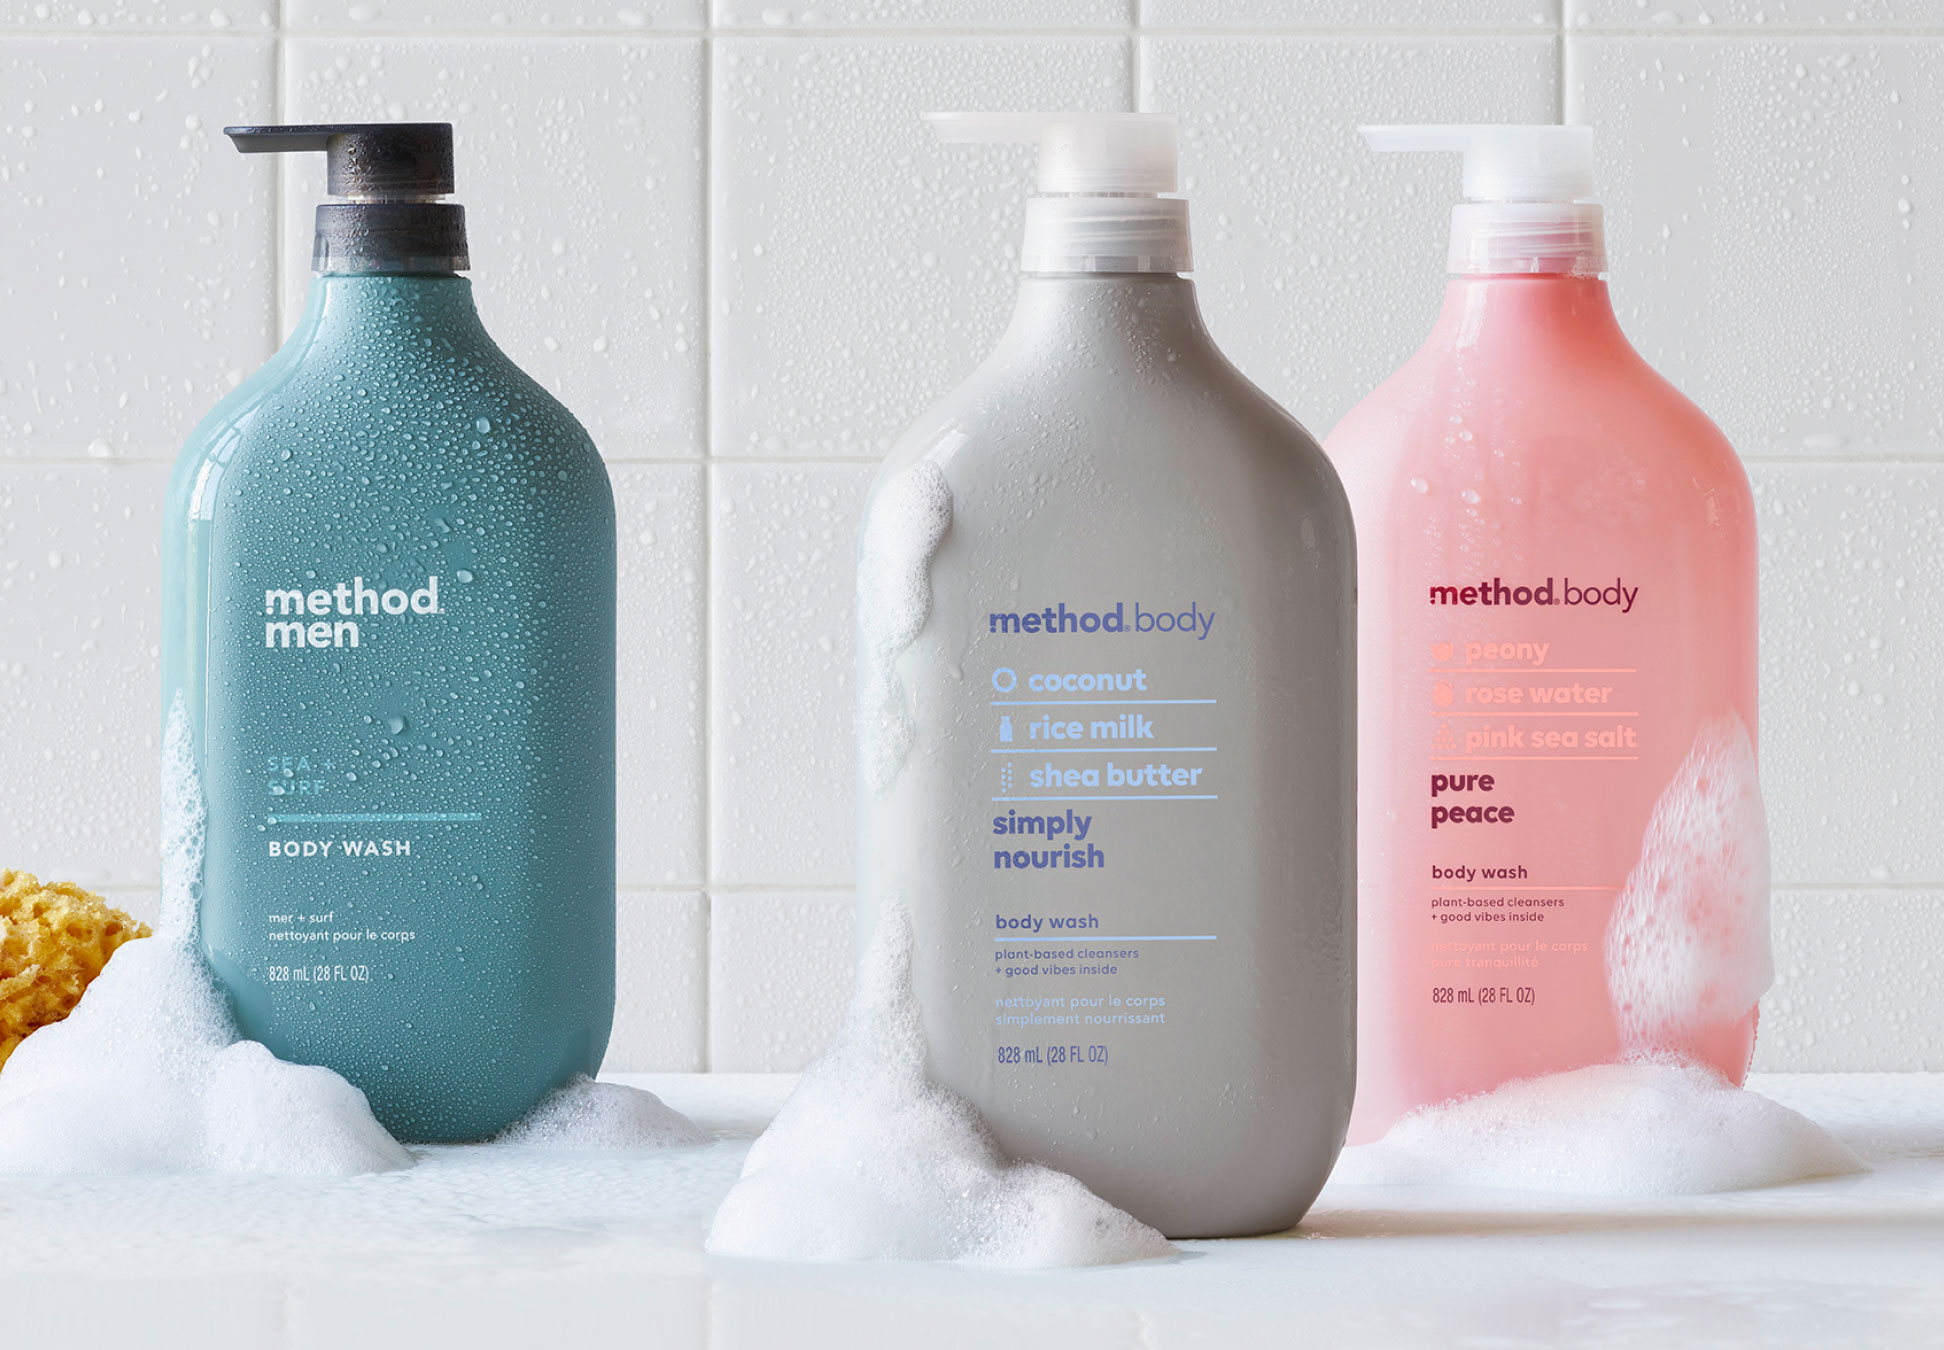 method.
men
SEA +
SURF
BODY WASH
mer + surf
nettoyant pour le corps
828 mL (28 FL OZ)
method® body
coconut
rice milk
shea butter
simply
nourish
body wash
plant-based cleansers
+ good vibes inside
nettoyant pour le corps
simplement nourrissant
828 mL (28 FL OZ)
method® body
peony
rose water
pink sea salt
pure
peace
body wash
plant-based cleansers
+ good vibes inside
nettoyant pour le corps
pure tranquillité
828 mL (28 FL OZ)